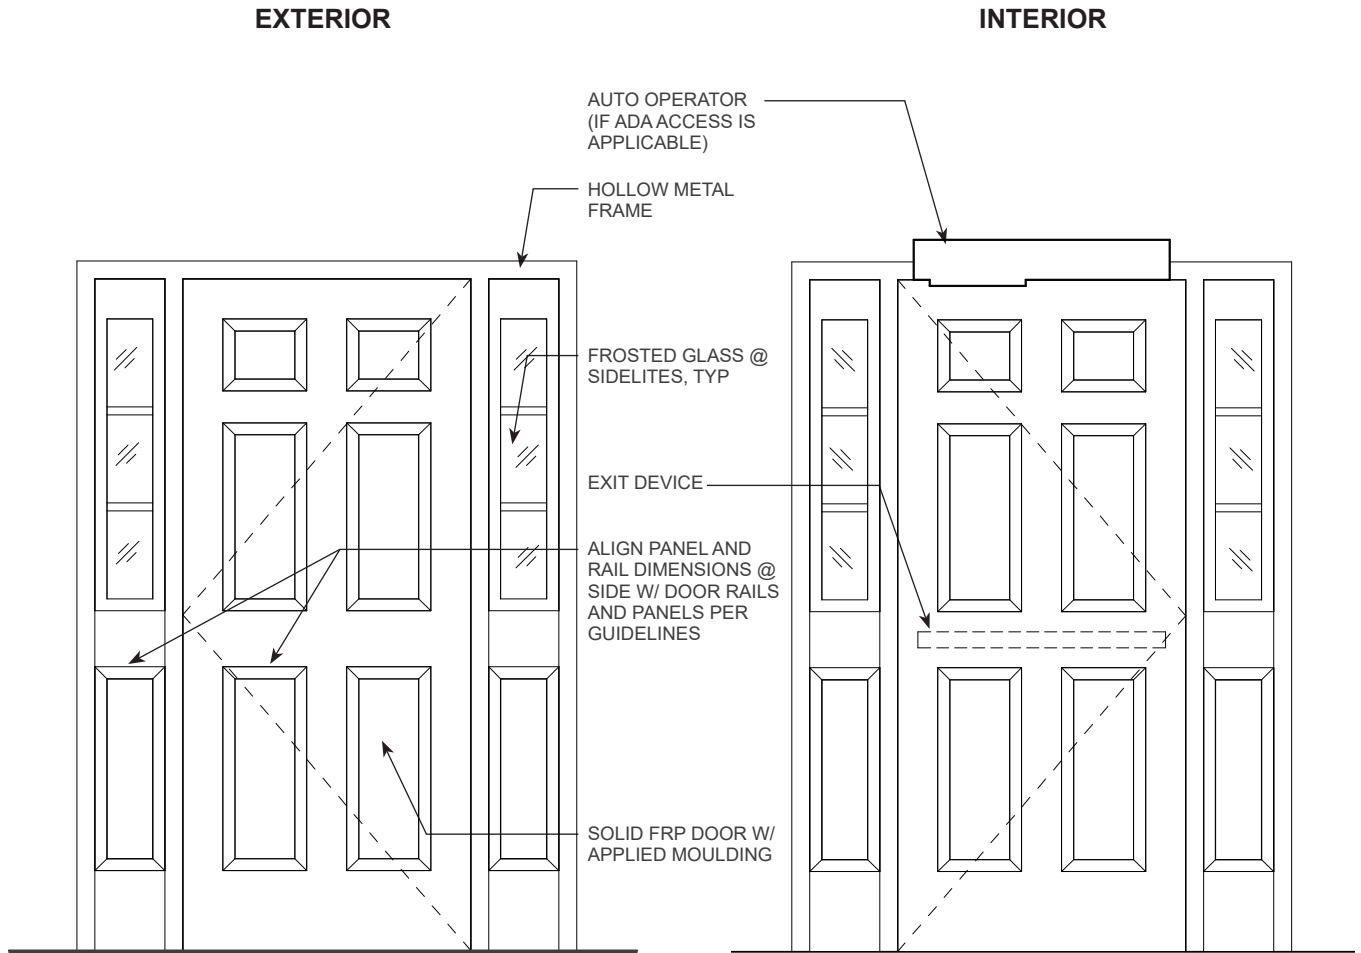 EXTERIOR
INTERIOR
AUTO OPERATOR
(IF ADA ACCESS IS
APPLICABLE)
HOLLOW METAL
FRAME
FROSTED GLASS @
SIDELITES, TYP
EXIT DEVICE
ALIGN PANEL AND
RAIL DIMENSIONS @
SIDE W/ DOOR RAILS
AND PANELS PER
GUIDELINES
SOLID FRP DOOR W/
APPLIED MOULDING